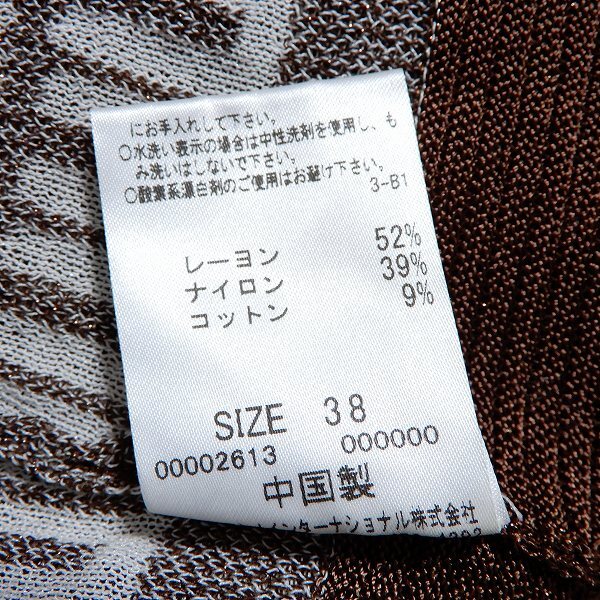 にお手入れして下さい。
○水洗い表示の場合は中性洗剤を使用し、も
み洗いはしないで下さい。
○酸素系漂白剤のご使用はお避け下さい。
3-B1
レーヨン 52%
ナイロン 39%
コットン 9%
SIZE 38
00002613 000000
中国製
インターナショナル株式会社